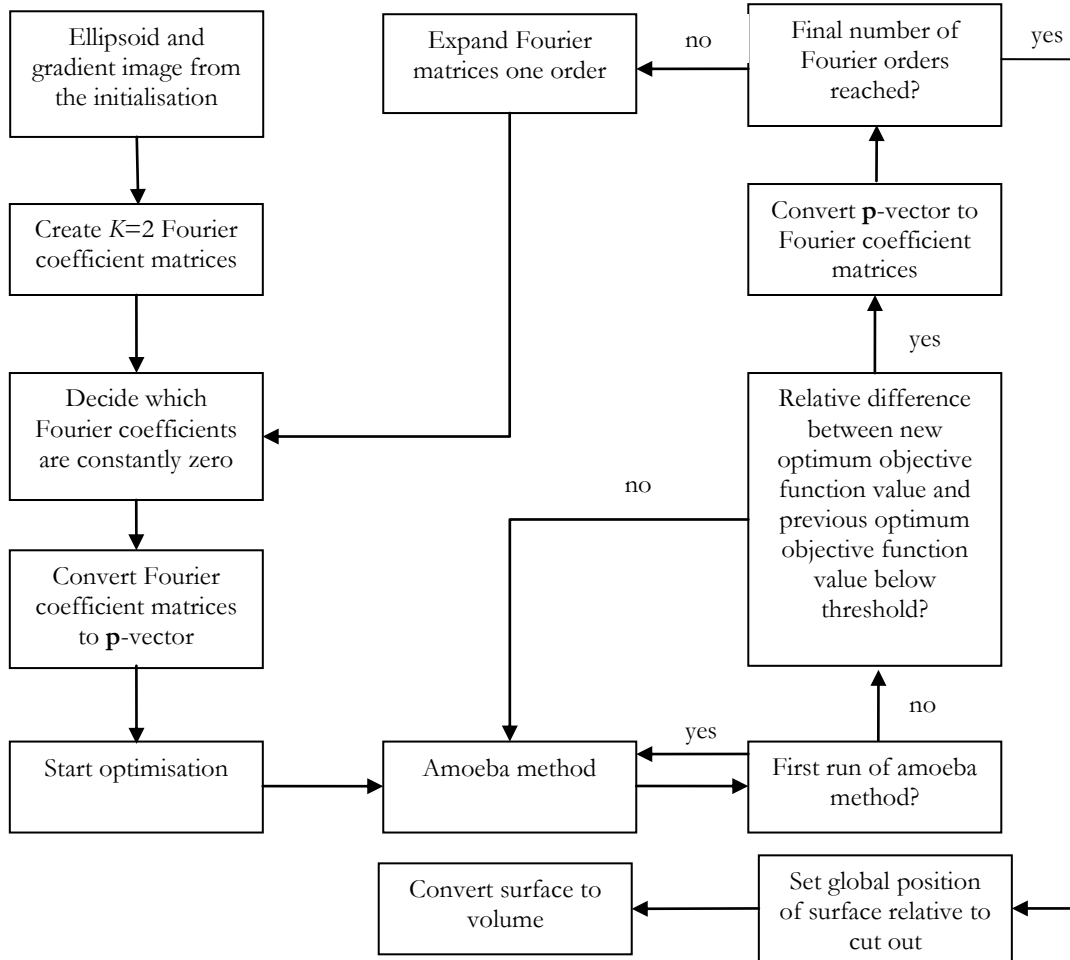 Ellipsoid and
gradient image from
the initialisation
Expand Fourier
matrices one order
no
Final number of
Fourier orders
reached?
yes
Create K=2 Fourier
coefficient matrices
Convert p-vector to
Fourier coefficient
matrices
yes
Decide which
Fourier coefficients
are constantly zero
no
Relative difference
between new
optimum objective
function value and
previous optimum
objective function
value below
threshold?
Convert Fourier
coefficient matrices
to p-vector
no
Start optimisation
Amoeba method
yes
First run of amoeba
method?
Convert surface to
volume
Set global position
of surface relative to
cut out